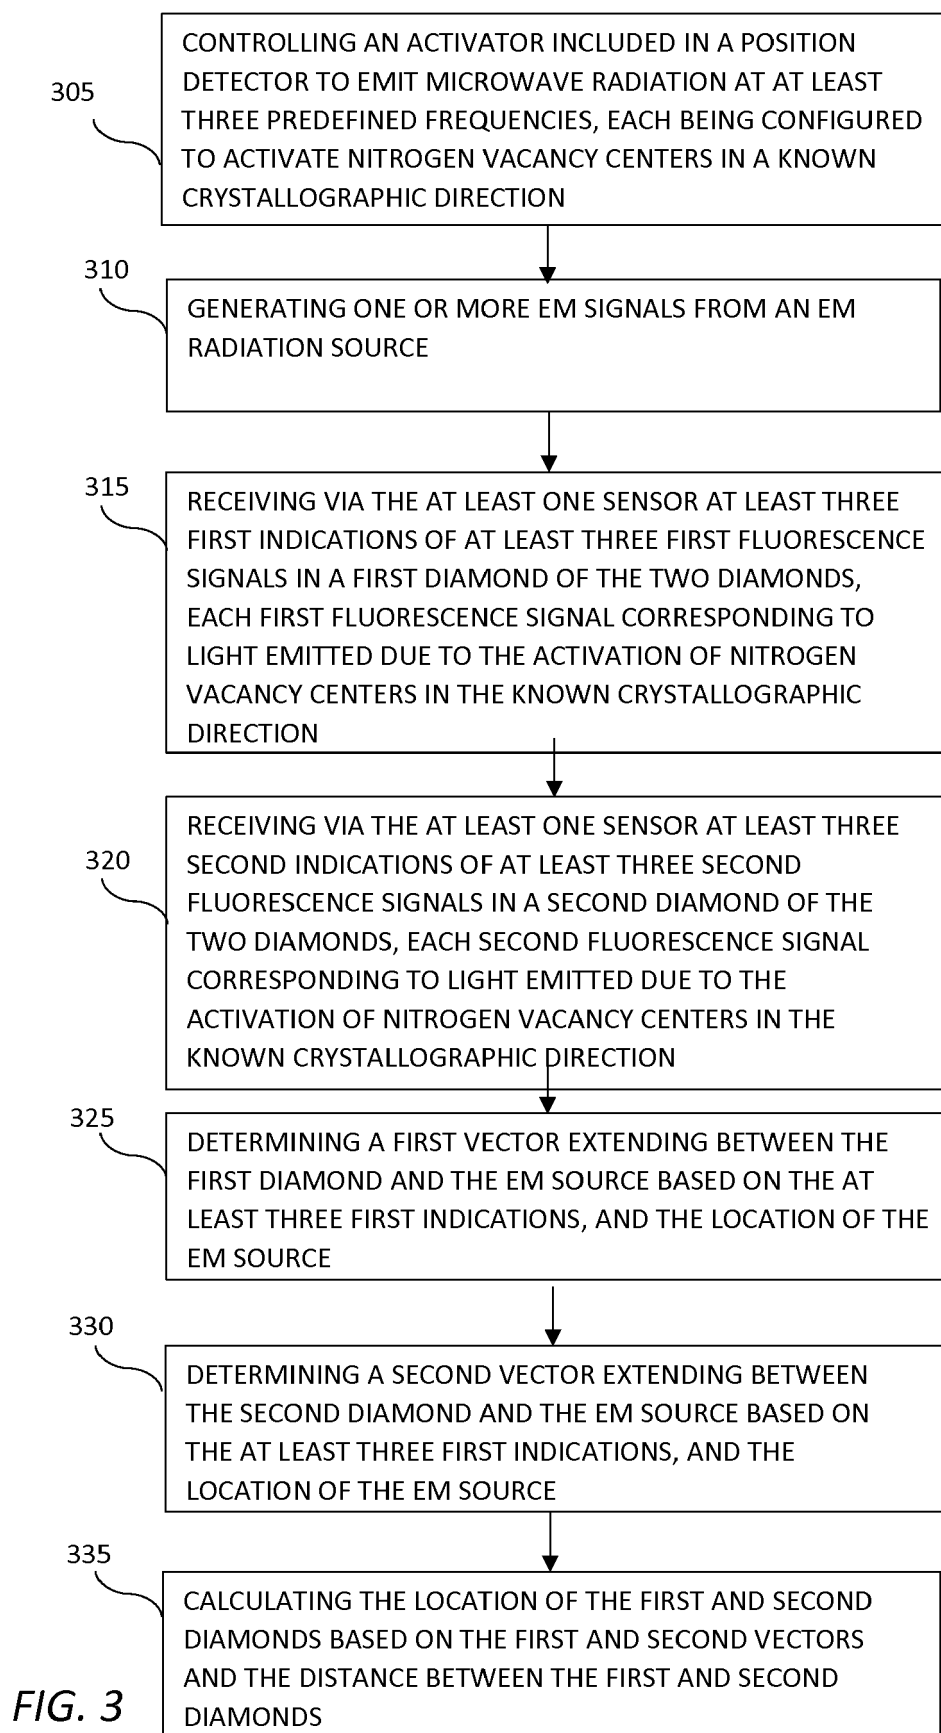 305
CONTROLLING AN ACTIVATOR INCLUDED IN A POSITION
DETECTOR TO EMIT MICROWAVE RADIATION AT AT LEAST
THREE PREDEFINED FREQUENCIES, EACH BEING CONFIGURED
TO ACTIVATE NITROGEN VACANCY CENTERS IN A KNOWN
CRYSTALLOGRAPHIC DIRECTION
310
GENERATING ONE OR MORE EM SIGNALS FROM AN EM
RADIATION SOURCE
315
RECEIVING VIA THE AT LEAST ONE SENSOR AT LEAST THREE
FIRST INDICATIONS OF AT LEAST THREE FIRST FLUORESCENCE
SIGNALS IN A FIRST DIAMOND OF THE TWO DIAMONDS,
EACH FIRST FLUORESCENCE SIGNAL CORRESPONDING TO
LIGHT EMITTED DUE TO THE ACTIVATION OF NITROGEN
VACANCY CENTERS IN THE KNOWN CRYSTALLOGRAPHIC
DIRECTION
320
RECEIVING VIA THE AT LEAST ONE SENSOR AT LEAST THREE
SECOND INDICATIONS OF AT LEAST THREE SECOND
FLUORESCENCE SIGNALS IN A SECOND DIAMOND OF THE
TWO DIAMONDS, EACH SECOND FLUORESCENCE SIGNAL
CORRESPONDING TO LIGHT EMITTED DUE TO THE
ACTIVATION OF NITROGEN VACANCY CENTERS IN THE
KNOWN CRYSTALLOGRAPHIC DIRECTION
325
DETERMINING A FIRST VECTOR EXTENDING BETWEEN THE
FIRST DIAMOND AND THE EM SOURCE BASED ON THE AT
LEAST THREE FIRST INDICATIONS, AND THE LOCATION OF THE
EM SOURCE
330
DETERMINING A SECOND VECTOR EXTENDING BETWEEN
THE SECOND DIAMOND AND THE EM SOURCE BASED ON
THE AT LEAST THREE FIRST INDICATIONS, AND THE
LOCATION OF THE EM SOURCE
335
CALCULATING THE LOCATION OF THE FIRST AND SECOND
DIAMONDS BASED ON THE FIRST AND SECOND VECTORS
AND THE DISTANCE BETWEEN THE FIRST AND SECOND
DIAMONDS
FIG. 3